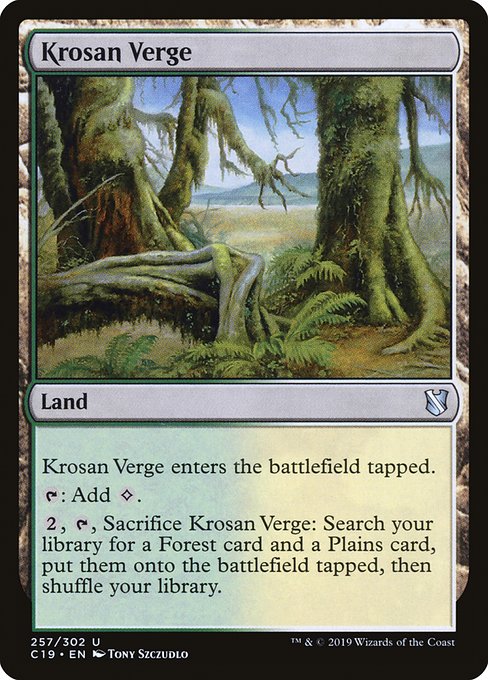 Krosan Verge
Land
Krosan Verge enters the battlefield tapped.
: Add .
2, , Sacrifice Krosan Verge: Search your
library for a Forest card and a Plains card,
put them onto the battlefield tapped, then
shuffle your library.
257/302 U
™ & © 2019 Wizards of the Coast
C19 • EN Tony Szczudlo